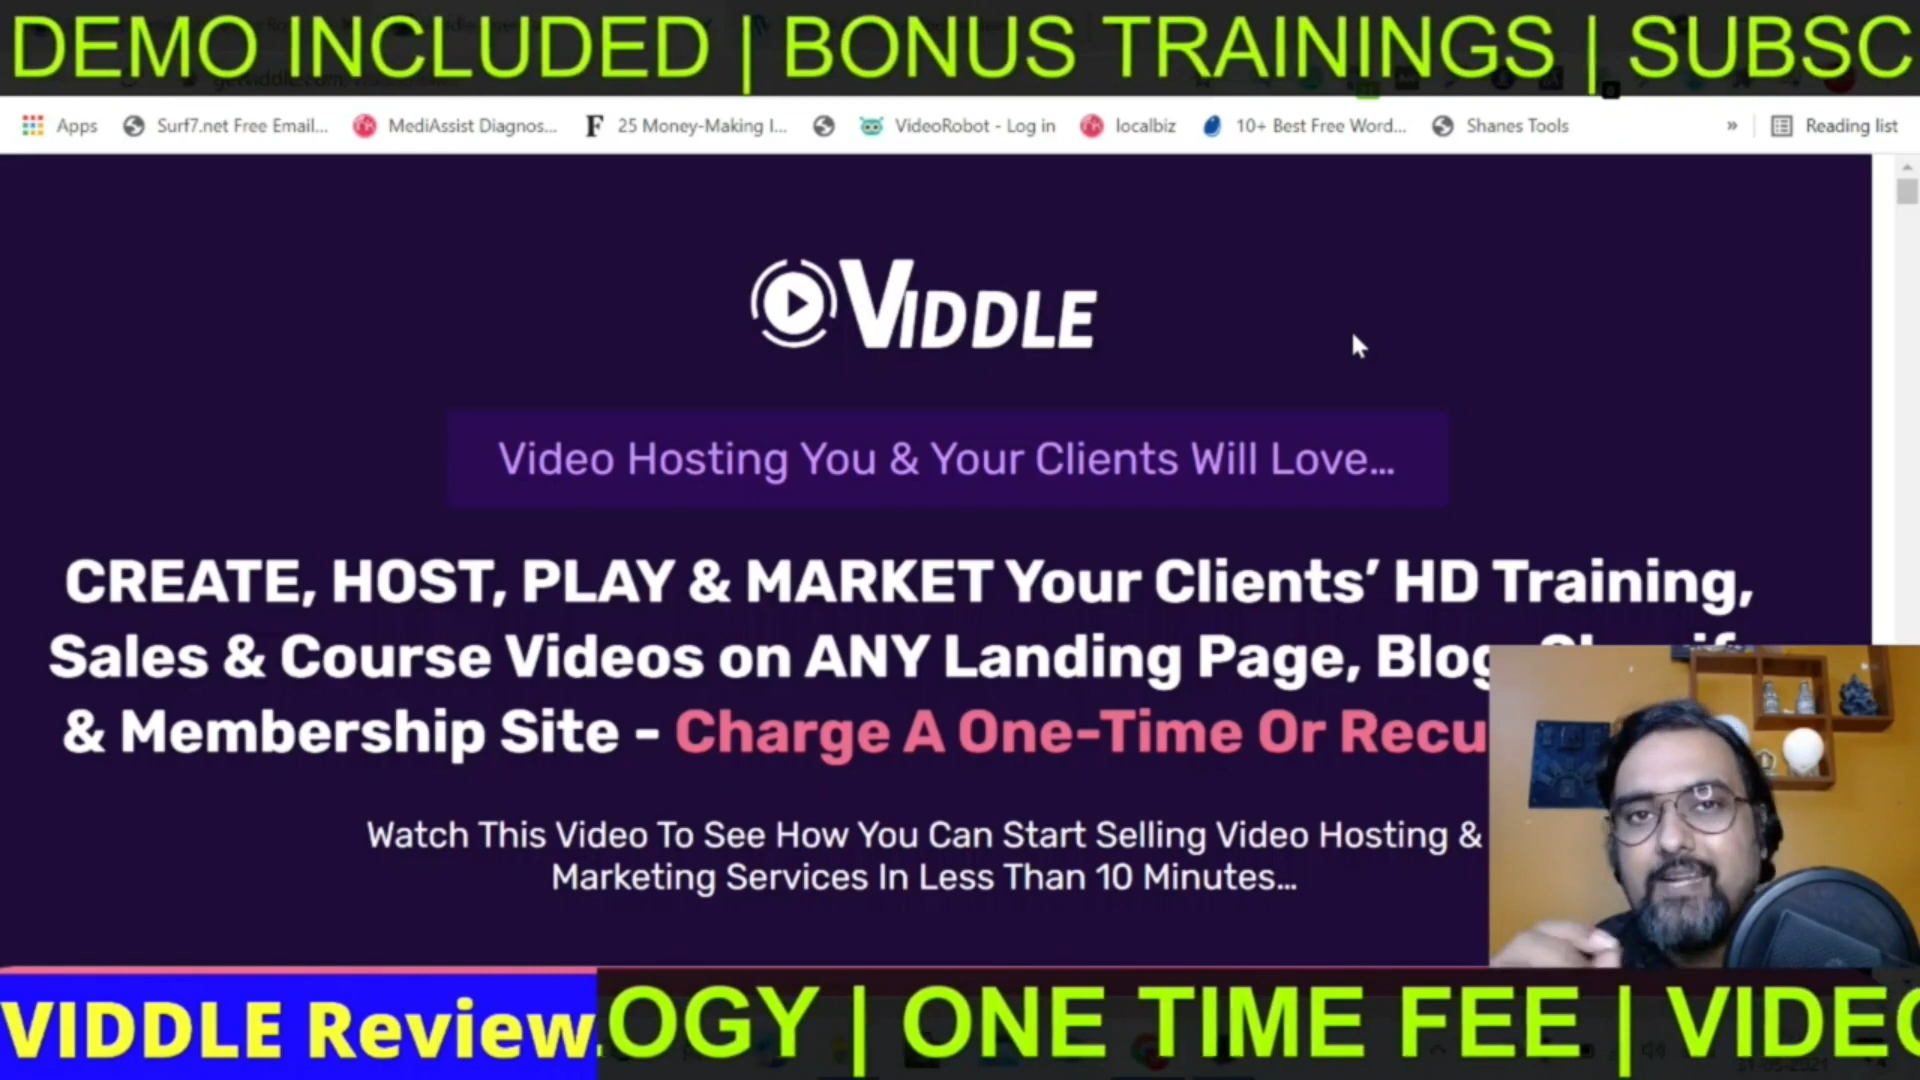 DEMO INCLUDED | BONUS TRAININGS | SUBSC
Apps Surf7.net Free Email... MediAssist Diagnos... 25 Money-Making I... VideoRobot - Log in localbiz 10+ Best Free Word... Shanes Tools » Reading list
VIDDLE
Video Hosting You & Your Clients Will Love...
CREATE, HOST, PLAY & MARKET Your Clients' HD Training,
Sales & Course Videos on ANY Landing Page, Blog
& Membership Site - Charge A One-Time Or Recu
Watch This Video To See How You Can Start Selling Video Hosting &
Marketing Services In Less Than 10 Minutes...
VIDDLE Review
OGY | ONE TIME FEE | VIDEO